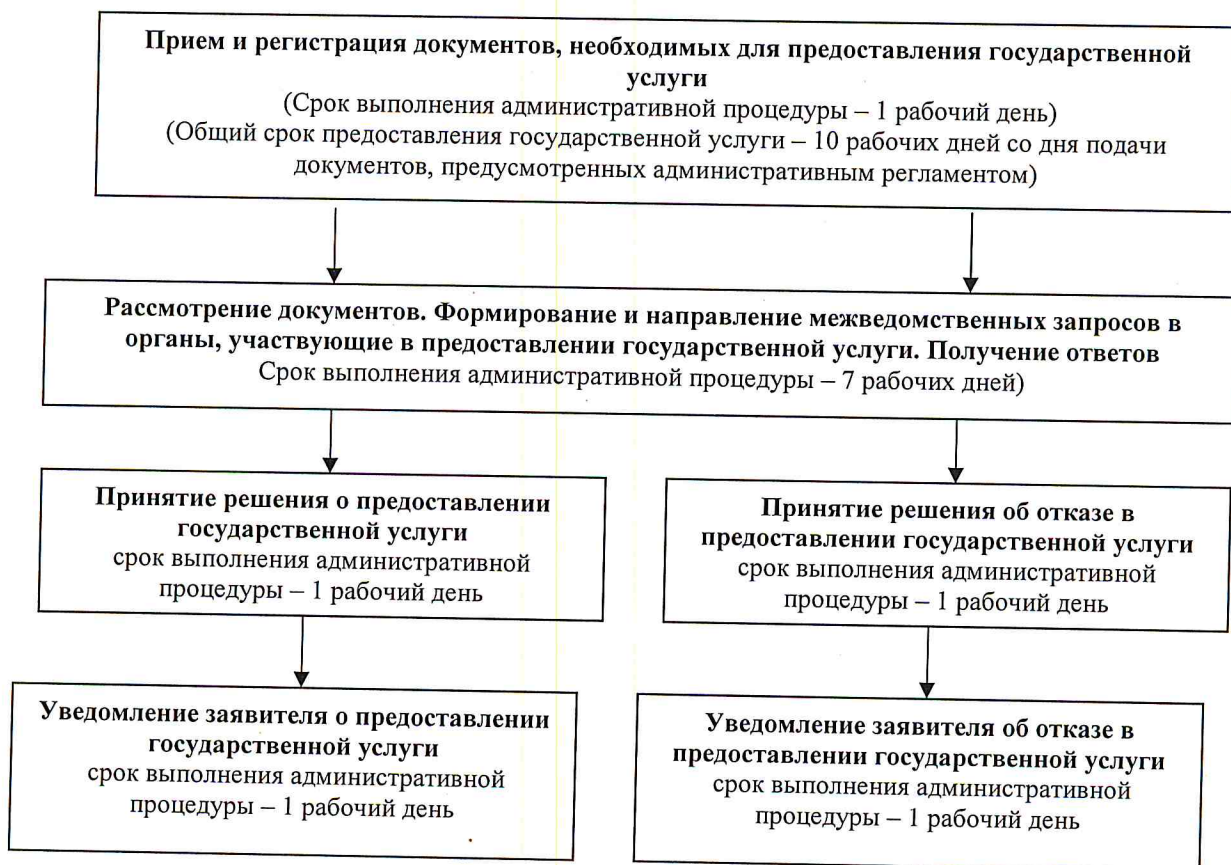 Прием и регистрация документов, необходимых для предоставления государственной
услуги
(Срок выполнения административной процедуры – 1 рабочий день)
(Общий срок предоставления государственной услуги – 10 рабочих дней со дня подачи
документов, предусмотренных административным регламентом)
Рассмотрение документов. Формирование и направление межведомственных запросов в
органы, участвующие в предоставлении государственной услуги. Получение ответов
Срок выполнения административной процедуры – 7 рабочих дней)
Принятие решения о предоставлении
государственной услуги
срок выполнения административной
процедуры – 1 рабочий день
Принятие решения об отказе в
предоставлении государственной услуги
срок выполнения административной
процедуры – 1 рабочий день
Уведомление заявителя о предоставлении
государственной услуги
срок выполнения административной
процедуры – 1 рабочий день
Уведомление заявителя об отказе в
предоставлении государственной услуги
срок выполнения административной
процедуры – 1 рабочий день